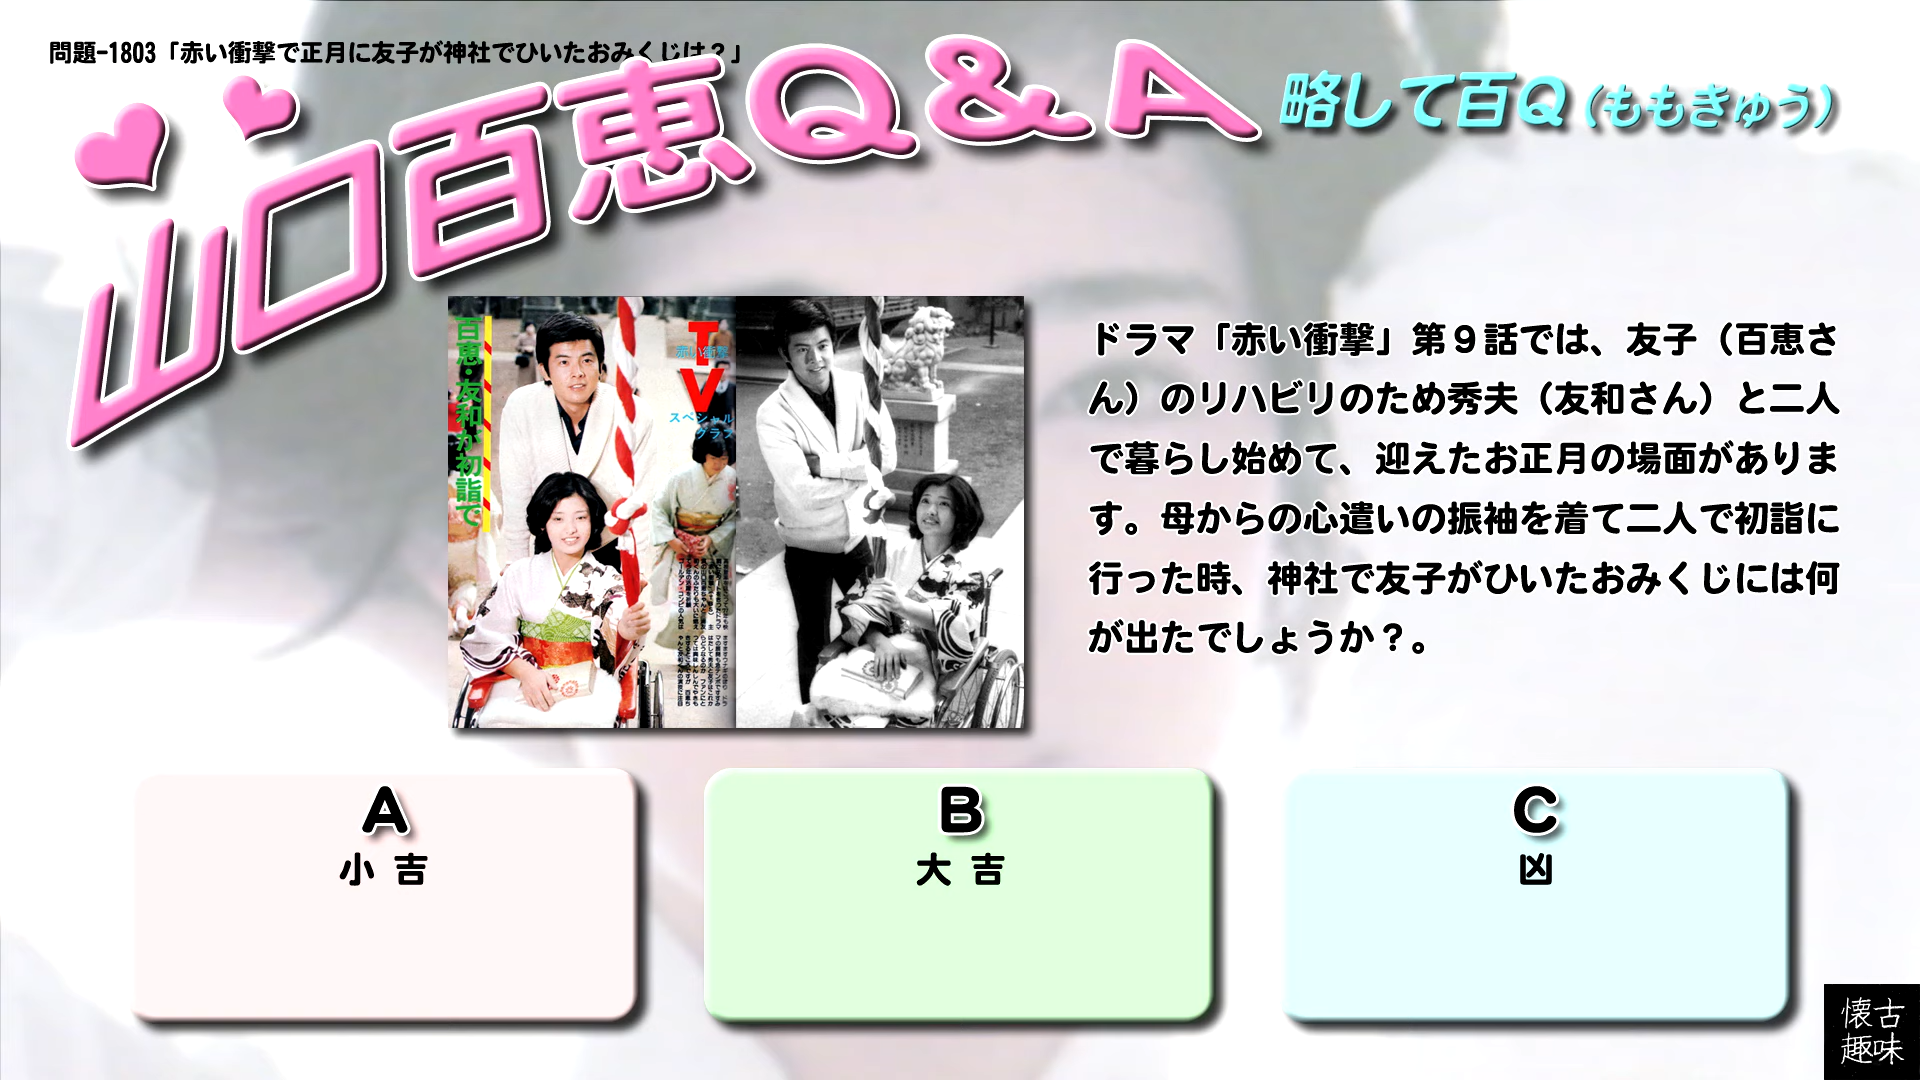 問題-1803「赤い衝撃で正月に友子が神社でひいたおみくじは？」
山口百恵Q&A
略して百Q（ももきゅう）
百恵・友和が初詣で
TV
赤い衝撃
スペシャル
グラフ
ドラマ「赤い衝撃」第９話では、友子（百恵さ
ん）のリハビリのため秀夫（友和さん）と二人
で暮らし始めて、迎えたお正月の場面がありま
す。母からの心遣いの振袖を着て二人で初詣に
行った時、神社で友子がひいたおみくじには何
が出たでしょうか？。
A
小 吉
B
大 吉
C
凶
懐古
趣味